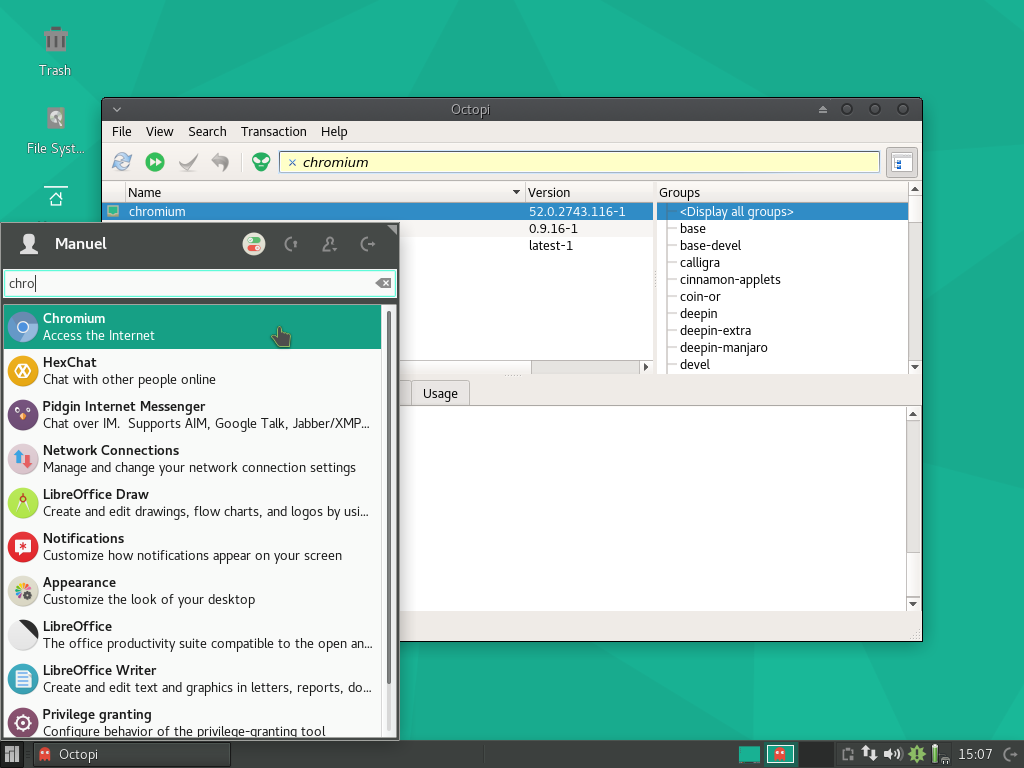 Trash
File Syst...
Octopi
File View Search Transaction Help
chromium
Name Version Groups
chromium 52.0.2743.116-1
0.9.16-1
latest-1
<Display all groups>
base
base-devel
calligra
cinnamon-applets
coin-or
deepin
deepin-extra
deepin-manjaro
devel
Usage
Manuel
chro
Chromium
Access the Internet
HexChat
Chat with other people online
Pidgin Internet Messenger
Chat over IM.  Supports AIM, Google Talk, Jabber/XMP...
Network Connections
Manage and change your network connection settings
LibreOffice Draw
Create and edit drawings, flow charts, and logos by usi...
Notifications
Customize how notifications appear on your screen
Appearance
Customize the look of your desktop
LibreOffice
The office productivity suite compatible to the open an...
LibreOffice Writer
Create and edit text and graphics in letters, reports, do...
Privilege granting
Configure behavior of the privilege-granting tool
Octopi
15:07